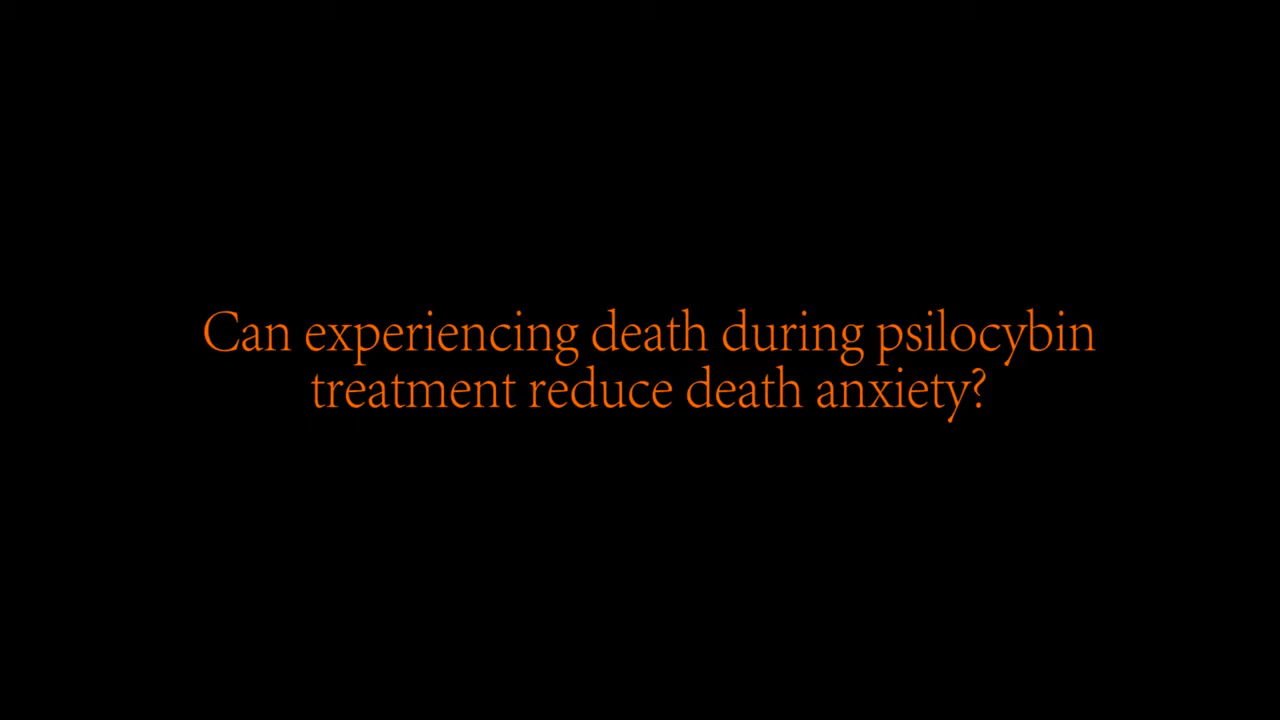 Can experiencing death during psilocybin
treatment reduce death anxiety?